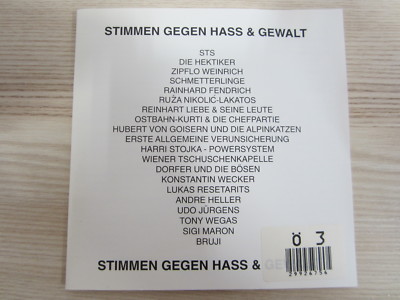 STIMMEN GEGEN HASS & GEWALT
STS
DIE HEKTIKER
ZIPFLO WEINRICH
SCHMETTERLINGE
RAINHARD FENDRICH
RUŽA NIKOLIC-LAKATOS
REINHART LIEBE & SEINE LEUTE
OSTBAHN-KURTI & DIE CHEFPARTIE
HUBERT VON GOISERN UND DIE ALPINKATZEN
ERSTE ALLGEMEINE VERUNSICHERUNG
HARRI STOJKA - POWERSYSTEM
WIENER TSCHUSCHENKAPELLE
DORFER UND DIE BÖSEN
KONSTANTIN WECKER
LUKAS RESETARITS
ANDRE HELLER
UDO JÜRGENS
TONY WEGAS
SIGI MARON
BRUJI
Ö 3
STIMMEN GEGEN HASS &